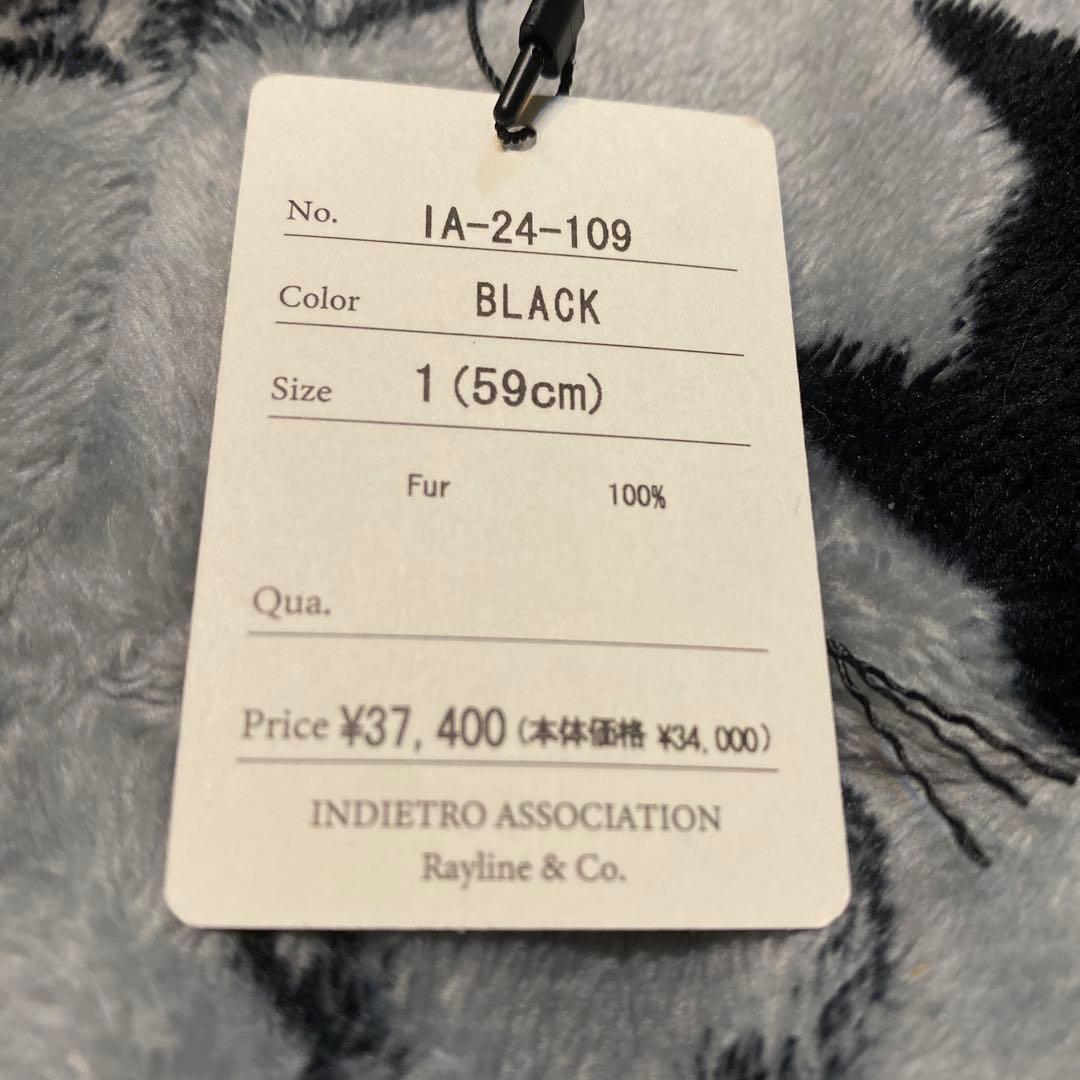 No. IA-24-109
Color BLACK
Size 1(59cm)
Fur 100%
Qua.
Price ¥37,400(本体価格 ¥34,000)
INDIETRO ASSOCIATION
Rayline & Co.